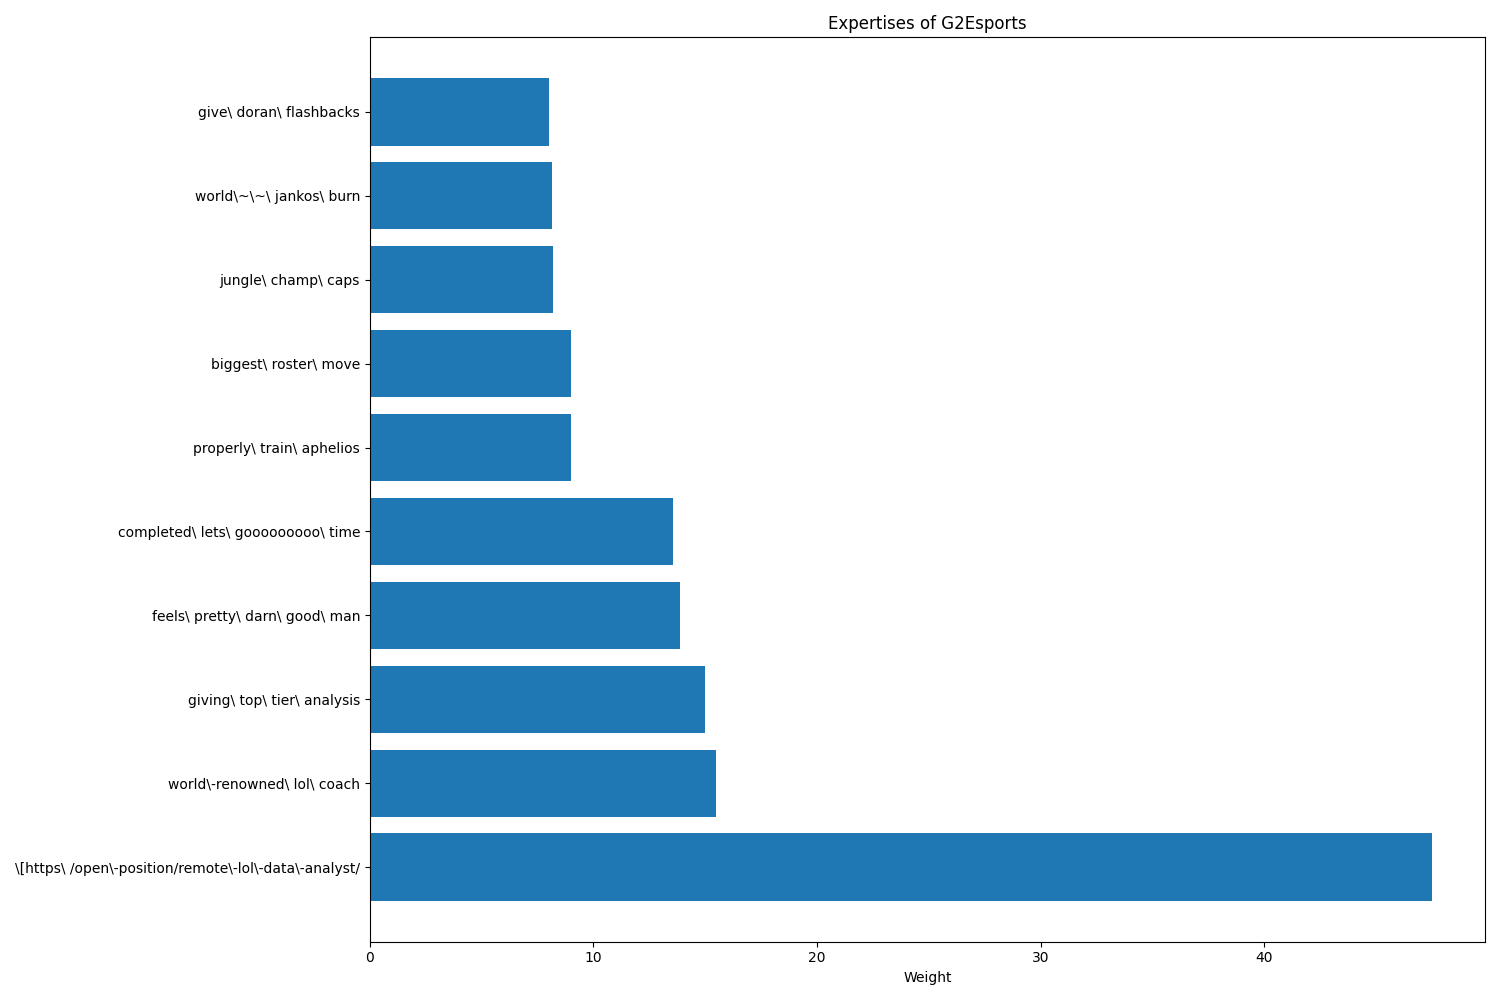 Expertises of G2Esports
give\ doran\ flashbacks
world\~\~\ jankos\ burn
jungle\ champ\ caps
biggest\ roster\ move
properly\ train\ aphelios
completed\ lets\ gooooooooo\ time
feels\ pretty\ darn\ good\ man
giving\ top\ tier\ analysis
world\-renowned\ lol\ coach
\[https\ /open\-position/remote\-lol\-data\-analyst/
0 10 20 30 40
Weight